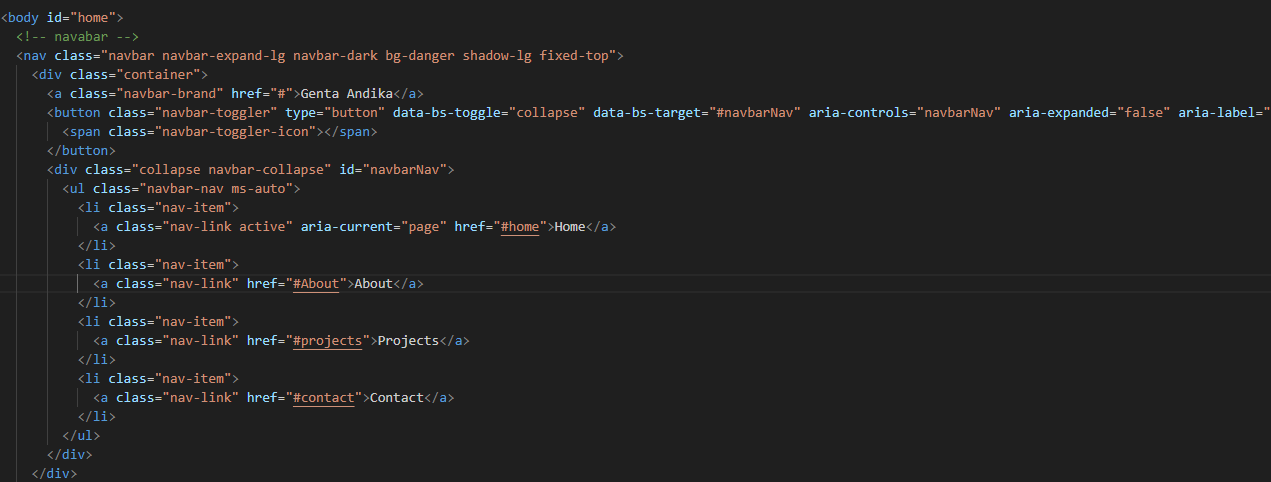 <body id="home">
<!-- navabar -->
<nav class="navbar navbar-expand-lg navbar-dark bg-danger shadow-lg fixed-top">
<div class="container">
<a class="navbar-brand" href="#">Genta Andika</a>
<button class="navbar-toggler" type="button" data-bs-toggle="collapse" data-bs-target="#navbarNav" aria-controls="navbarNav" aria-expanded="false" aria-label="
<span class="navbar-toggler-icon"></span>
</button>
<div class="collapse navbar-collapse" id="navbarNav">
<ul class="navbar-nav ms-auto">
<li class="nav-item">
<a class="nav-link active" aria-current="page" href="#home">Home</a>
</li>
<li class="nav-item">
<a class="nav-link" href="#About">About</a>
</li>
<li class="nav-item">
<a class="nav-link" href="#projects">Projects</a>
</li>
<li class="nav-item">
<a class="nav-link" href="#contact">Contact</a>
</li>
</ul>
</div>
</div>